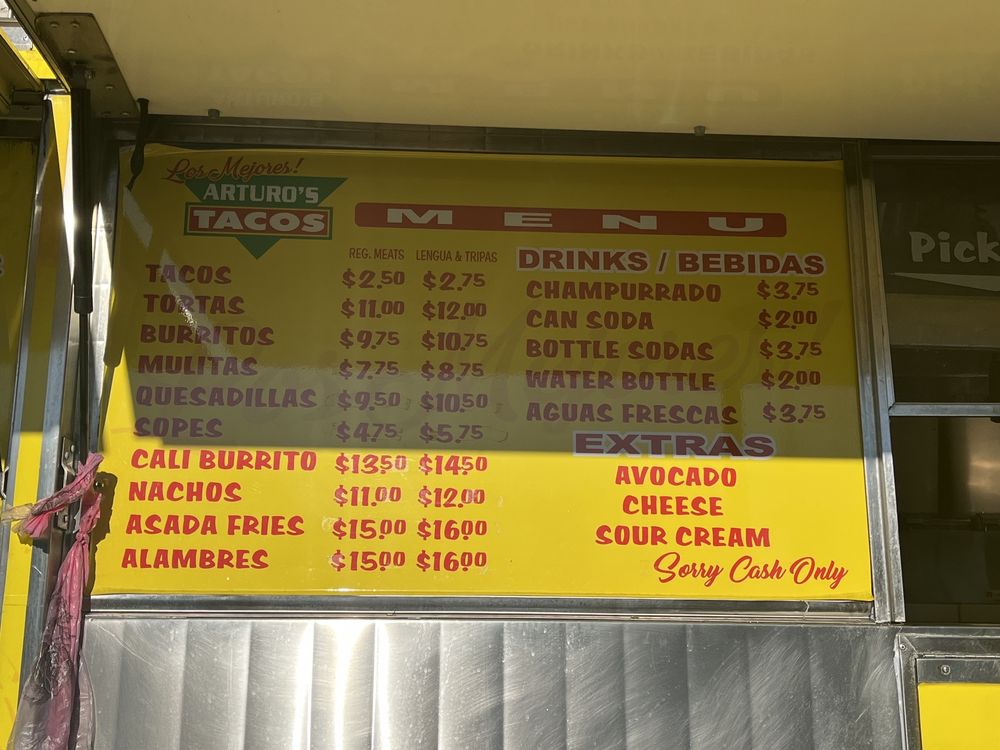 Los Mejores!
ARTURO'S
TACOS
MENU
REG. MEATS LENGUA & TRIPAS
TACOS $2.50 $2.75
TORTAS $11.00 $12.00
BURRITOS $9.75 $10.75
MULITAS $7.75 $8.75
QUESADILLAS $9.50 $10.50
SOPES $4.75 $5.75
CALI BURRITO $13.50 $14.50
NACHOS $11.00 $12.00
ASADA FRIES $15.00 $16.00
ALAMBRES $15.00 $16.00
DRINKS / BEBIDAS
CHAMPURRADO $3.75
CAN SODA $2.00
BOTTLE SODAS $3.75
WATER BOTTLE $2.00
AGUAS FRESCAS $3.75
EXTRAS
AVOCADO
CHEESE
SOUR CREAM
Sorry Cash Only
Pick